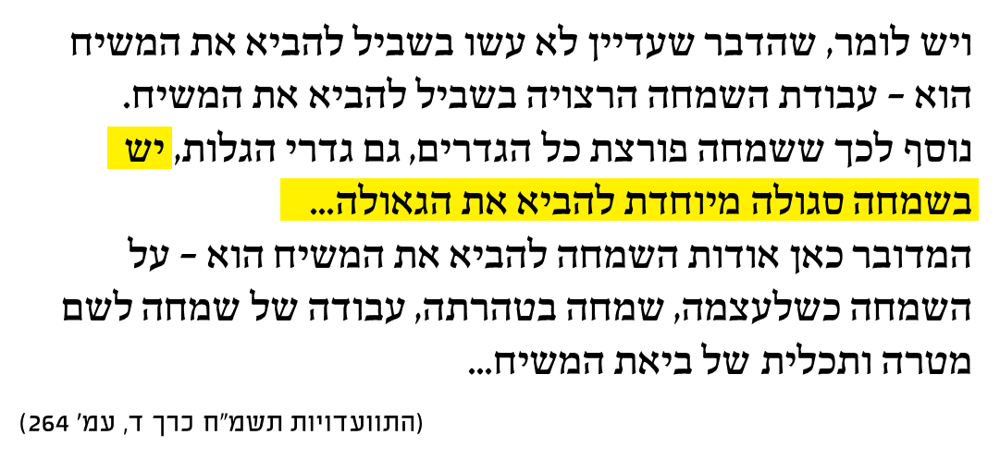 ויש לומר, שהדבר שעדיין לא עשו בשביל להביא את המשיח
הוא – עבודת השמחה הרצויה בשביל להביא את המשיח.
נוסף לכך ששמחה פורצת כל הגדרים, גם גדרי הגלות, יש
בשמחה סגולה מיוחדת להביא את הגאולה...
המדובר כאן אודות השמחה להביא את המשיח הוא – על
השמחה כשלעצמה, שמחה בטהרתה, עבודה של שמחה לשם
מטרה ותכלית של ביאת המשיח...
(התוועדויות תשמ"ח כרך ד, עמ' 264)